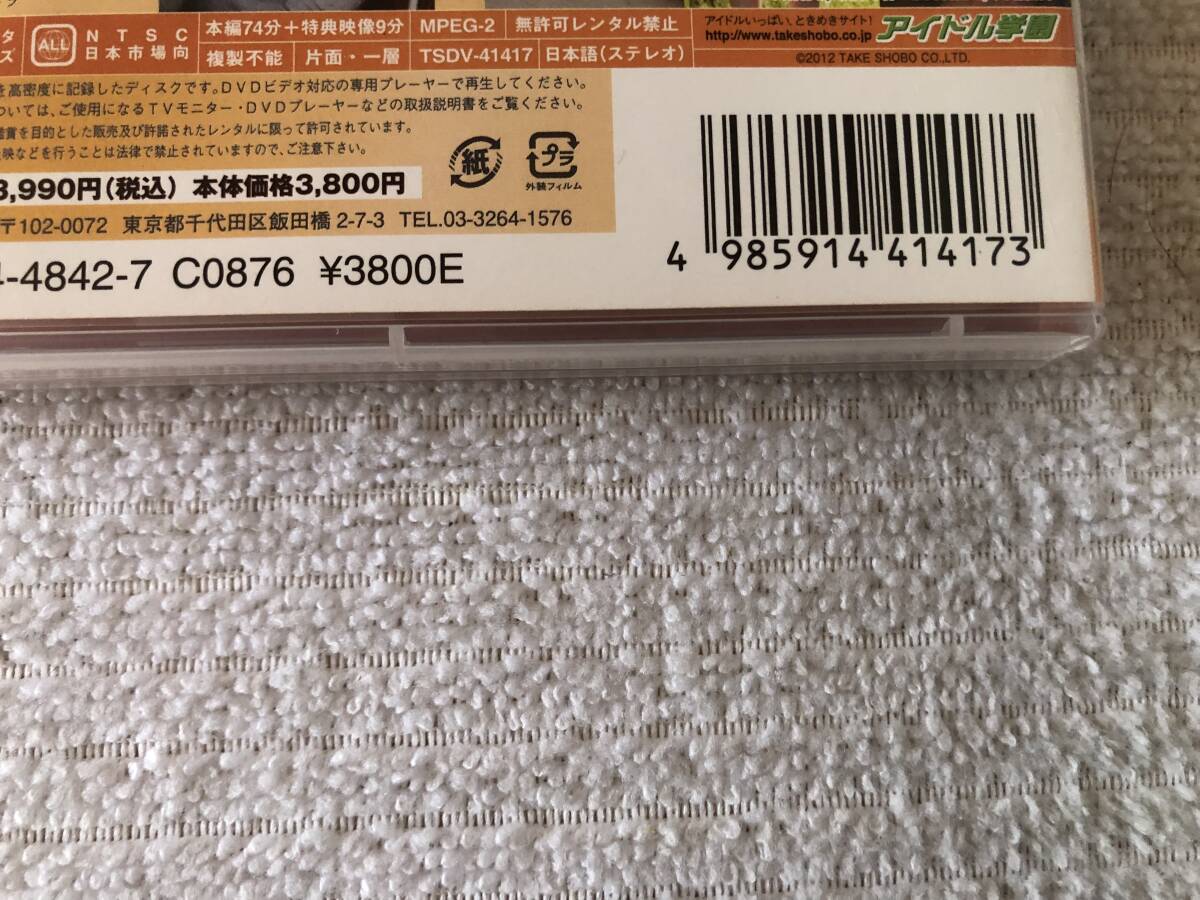 タ
ズ
ALL
NTSC
日本市場向
本編74分+特典映像9分
MPEG-2
無許可レンタル禁止
複製不能
片面・一層
TSDV-41417
日本語(ステレオ)
アイドルいっぱい、ときめきサイト!
http://www.takeshobo.co.jp
アイドル学園
©2012 TAKE SHOBO CO.,LTD.
を高密度に記録したディスクです。DVDビデオ対応の専用プレーヤーで再生してください。
ついては、ご使用になるTVモニター・DVDプレーヤーなどの取扱説明書をご覧ください。
鑑賞を目的とした販売及び許諾されたレンタルに限って許可されています。
映などを行うことは法律で禁止されていますので、ご注意下さい。
紙
プラ
外装フィルム
3,990円(税込) 本体価格3,800円
〒102-0072 東京都千代田区飯田橋2-7-3 TEL.03-3264-1576
4-4842-7 C0876 ¥3800E
4 985914 414173